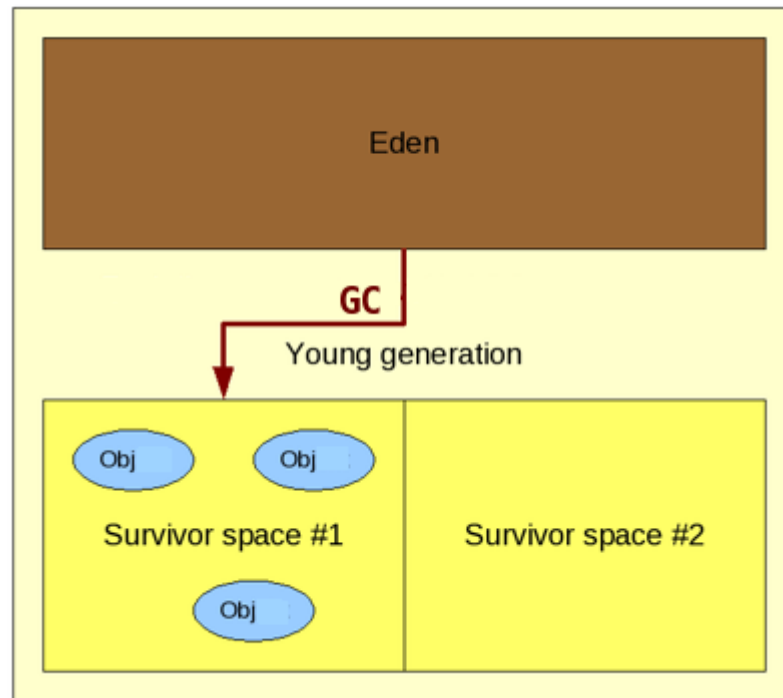 Eden
GC
Young generation
Obj
Obj
Survivor space #1
Survivor space #2
Obj